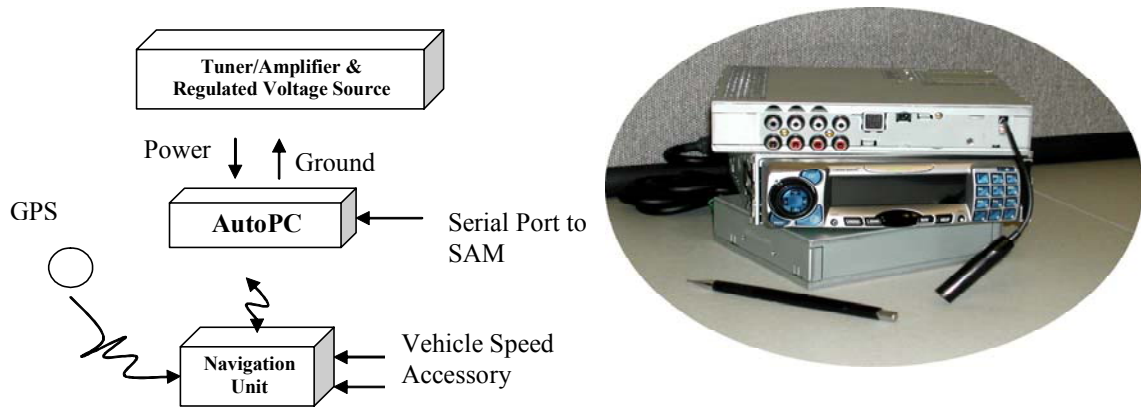 Tuner/Amplifier &
Regulated Voltage Source
Power
Ground
GPS
AutoPC
Serial Port to
SAM
Navigation
Unit
Vehicle Speed
Accessory